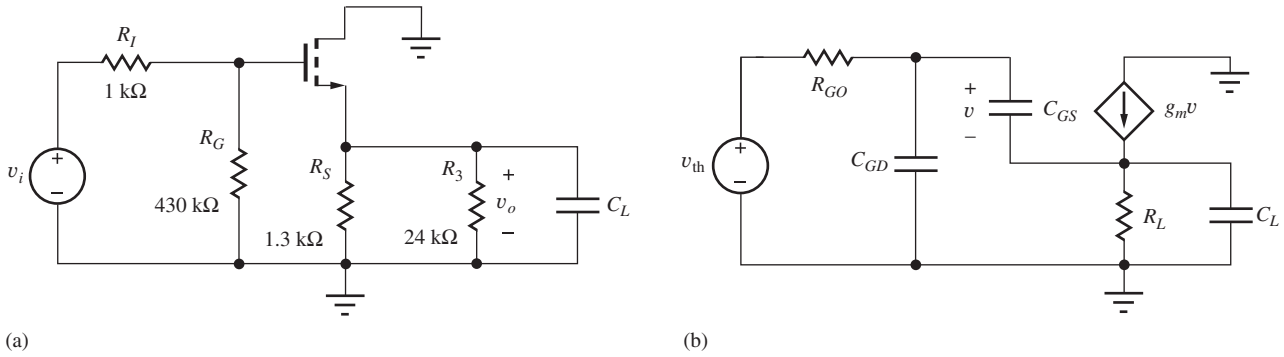 R_I
1 kΩ
v_i
+
−
R_G
430 kΩ
R_S
1.3 kΩ
R_3
24 kΩ
+
v_o
−
C_L
(a)
v_th
+
−
R_GO
C_GD
+
v
−
C_GS
g_m v
R_L
C_L
(b)